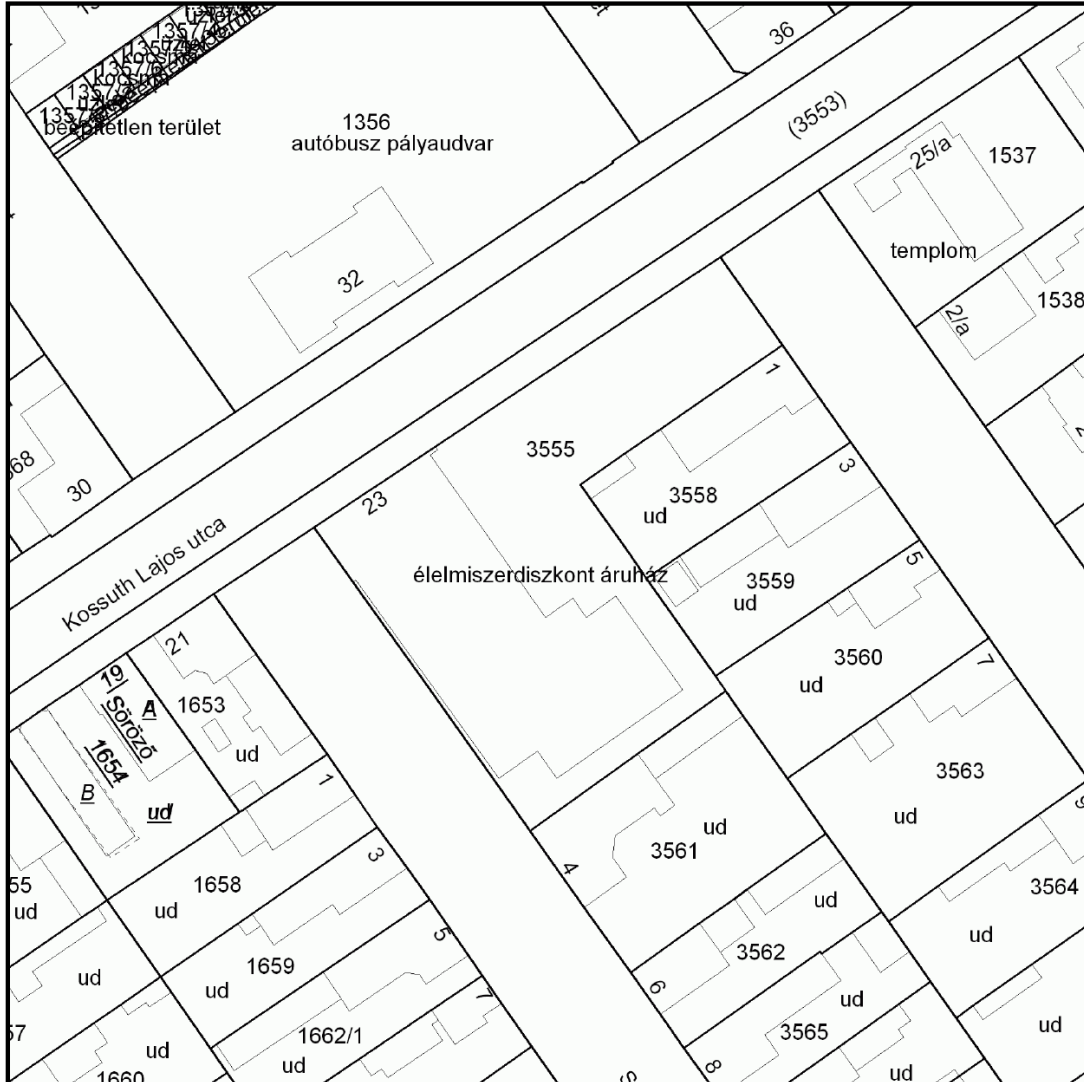 36
(3553)
beépítetlen terület
1356
autóbusz pályaudvar
32
25/a
1537
templom
2/a
1538
30
Kossuth Lajos utca
23
3555
élelmiszerdiszkont áruház
1
3558
ud
3
3559
ud
5
3560
ud
7
3563
ud
9
3564
ud
ud
21
1653
ud
19
Söröző
A
1654
B
ud
1
1658
ud
3
1659
ud
5
1662/1
ud
7
ud
ud
1660
ud
4
3561
ud
6
3562
ud
8
3565
ud
ud